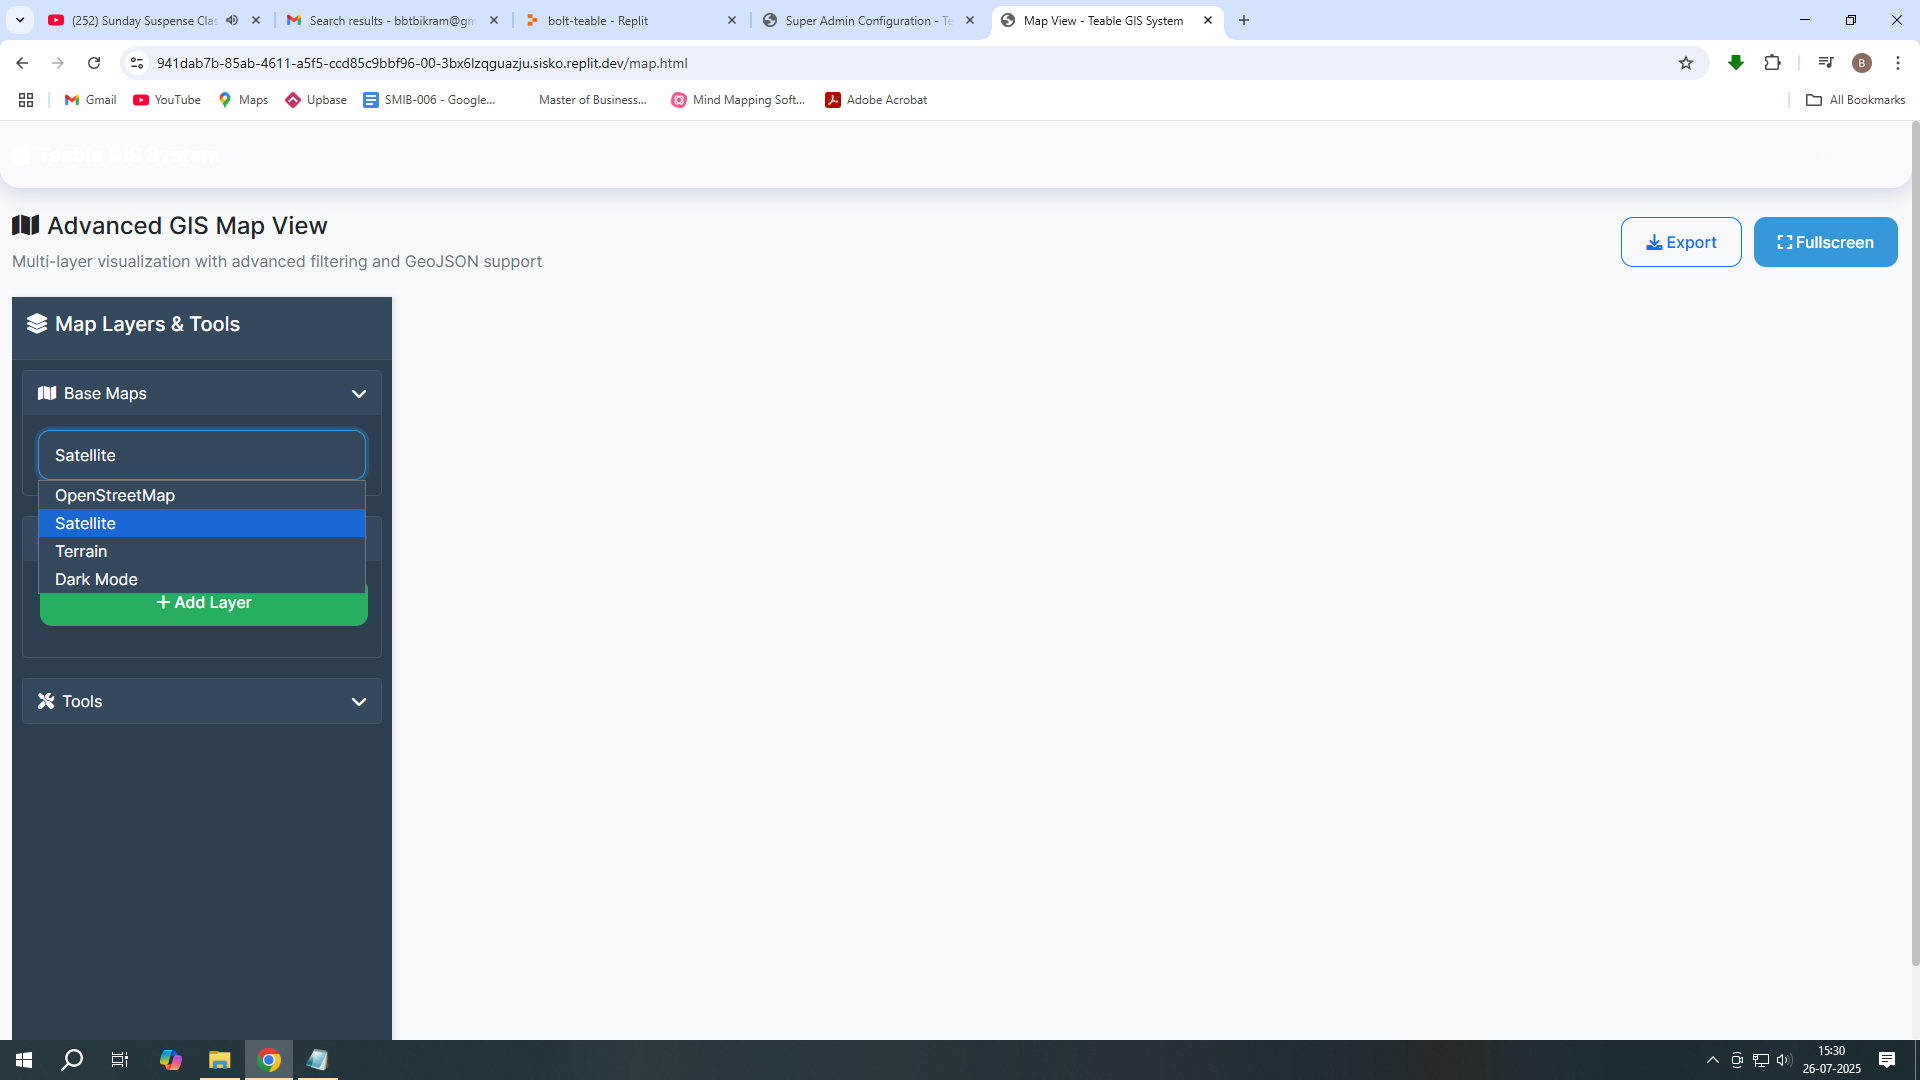 (252) Sunday Suspense Clas
Search results - bbtbikram@gm
bolt-teable - Replit
Super Admin Configuration - Te
Map View - Teable GIS System
941dab7b-85ab-4611-a5f5-ccd85c9bbf96-00-3bx6lzqguazju.sisko.replit.dev/map.html
B
Gmail
YouTube
Maps
Upbase
SMIB-006 - Google...
Master of Business...
Mind Mapping Soft...
Adobe Acrobat
All Bookmarks
Teable GIS System
Advanced GIS Map View
Multi-layer visualization with advanced filtering and GeoJSON support
Export
Fullscreen
Map Layers & Tools
Base Maps
Satellite
OpenStreetMap
Satellite
Terrain
Dark Mode
+ Add Layer
Tools
15:30
26-07-2025